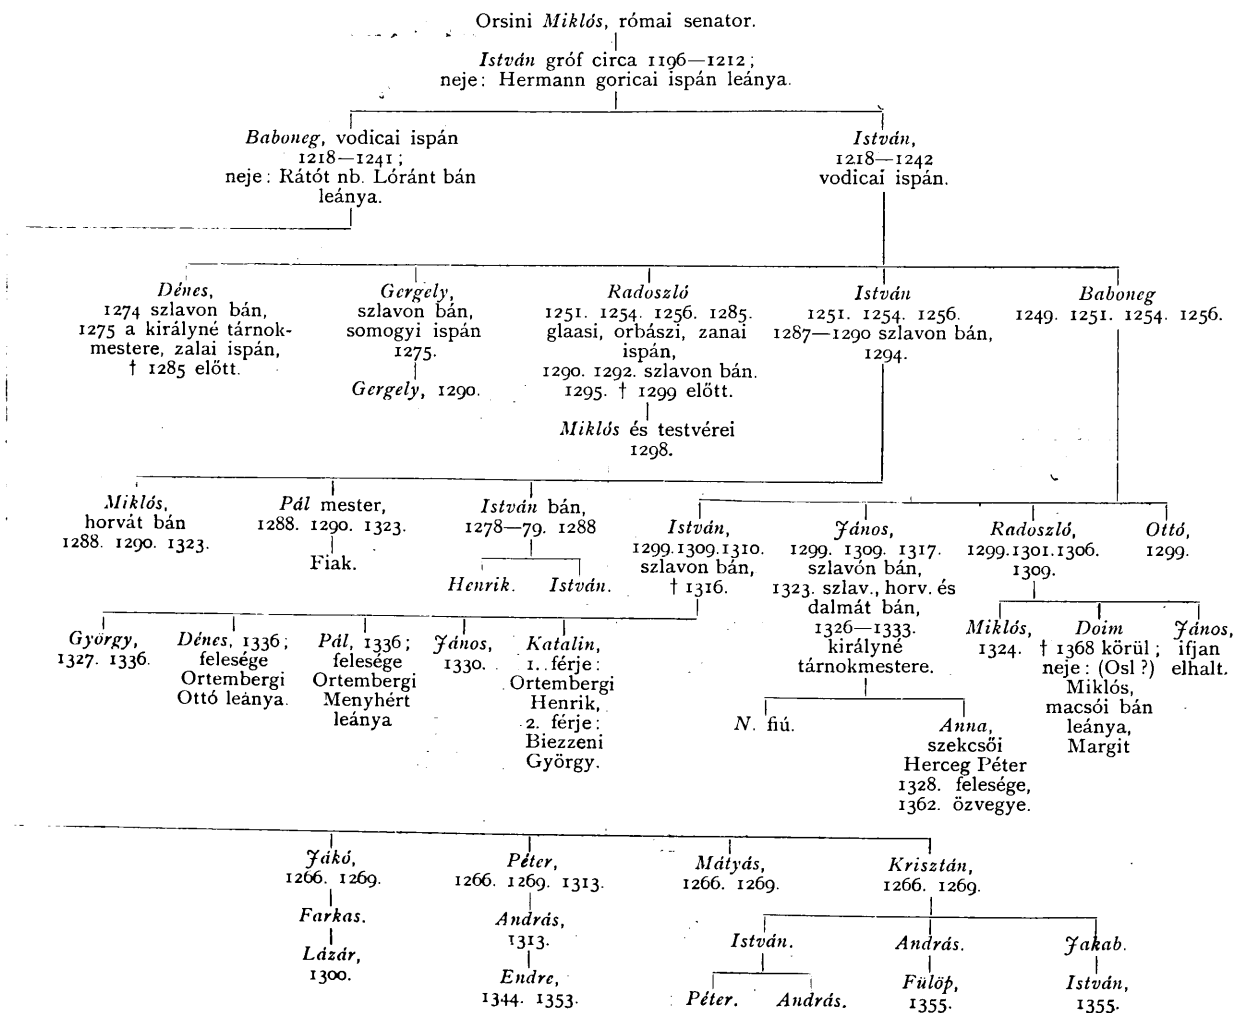 Orsini Miklós, római senator.
István gróf circa 1196—1212;
neje: Hermann goricai ispán leánya.
Baboneg, vodicai ispán
1218—1241;
neje: Rátót nb. Lóránt bán
leánya.
István,
1218—1242
vodicai ispán.
Dénes,
1274 szlavon bán,
1275 a királyné tárnok-
mestere, zalai ispán,
† 1285 előtt.
Gergely,
szlavon bán,
somogyi ispán
1275.
Gergely, 1290.
Radoszló
1251. 1254. 1256. 1285.
glaasi, orbászi, zanai
ispán,
1290. 1292. szlavon bán.
1295. † 1299 előtt.
Miklós és testvérei
1298.
István
1251. 1254. 1256.
1287—1290 szlavon bán,
1294.
Baboneg
1249. 1251. 1254. 1256.
Miklós,
horvát bán
1288. 1290. 1323.
Pál mester,
1288. 1290. 1323.
Fiak.
István bán,
1278—79. 1288
Henrik. István.
István,
1299.1309.1310.
szlavon bán,
† 1316.
János,
1299. 1309. 1317.
szlavón bán,
1323. szlav., horv. és
dalmát bán,
1326—1333.
királyné
tárnokmestere.
Radoszló,
1299.1301.1306.
1309.
Ottó,
1299.
György,
1327. 1336.
Dénes, 1336;
felesége
Ortembergi
Ottó leánya.
Pál, 1336;
felesége
Ortembergi
Menyhért
leánya
János,
1330.
Katalin,
1. férje:
Ortembergi
Henrik,
2. férje:
Biezzeni
György.
N. fiú.
Anna,
szekcsői
Herceg Péter
1328. felesége,
1362. özvegye.
Miklós,
1324.
Doim
† 1368 körül;
neje: (Osl ?)
Miklós,
macsói bán
leánya,
Margit
János,
ifjan
elhalt.
Jákó,
1266. 1269.
Farkas.
Lázár,
1300.
Péter,
1266. 1269. 1313.
András,
1313.
Endre,
1344. 1353.
Mátyás,
1266. 1269.
Krisztán,
1266. 1269.
István. András. Jakab.
Péter. András.
Fülöp,
1355.
István,
1355.